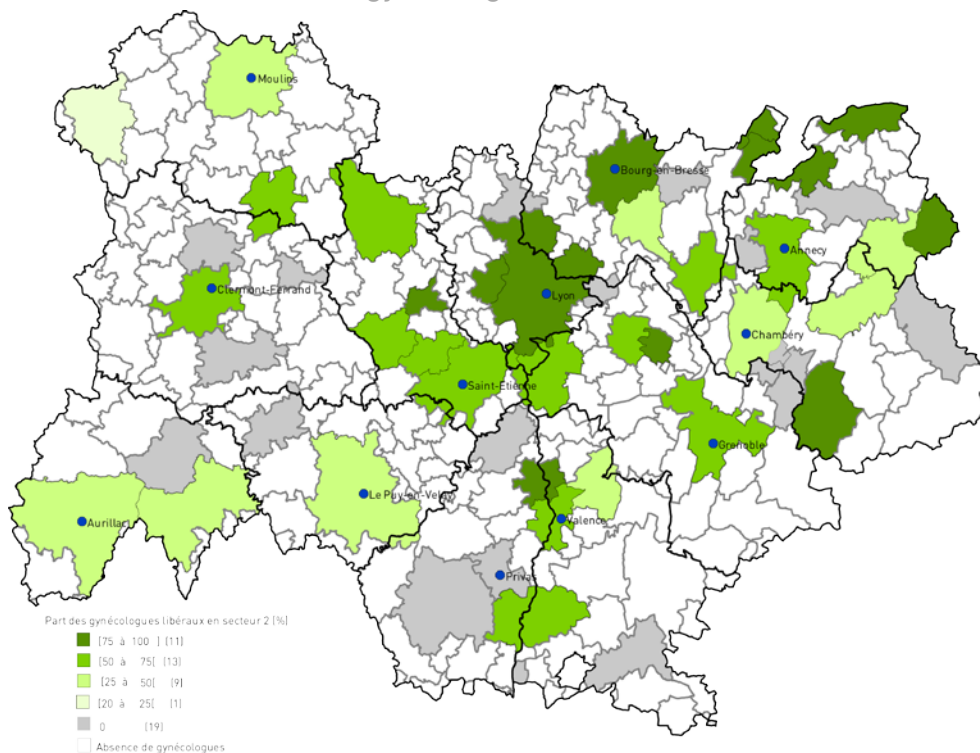 Moulins
Bourg-en-Bresse
Annecy
Clermont-Ferrand
Lyon
Chambéry
Saint-Étienne
Grenoble
Le Puy-en-Velay
Aurillac
Valence
Privas
Part des gynécologues libéraux en secteur 2 (%)
[75 à 100 ] (11)
[50 à 75[ (13)
[25 à 50[ (9)
[20 à 25[ (1)
0 (19)
Absence de gynécologues